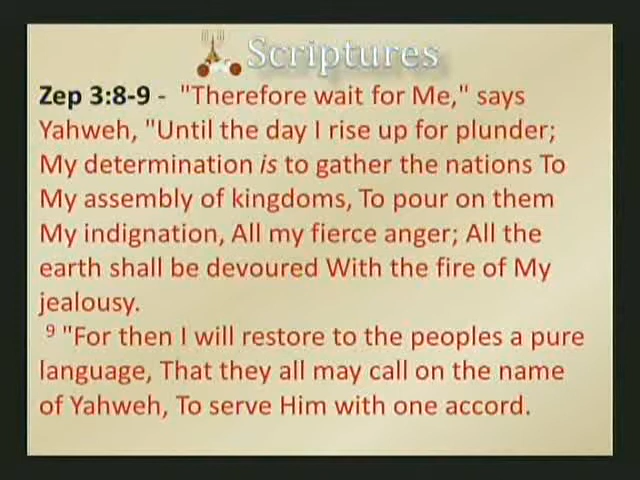 Scriptures
Zep 3:8-9 - "Therefore wait for Me," says
Yahweh, "Until the day I rise up for plunder;
My determination is to gather the nations To
My assembly of kingdoms, To pour on them
My indignation, All my fierce anger; All the
earth shall be devoured With the fire of My
jealousy.
9 "For then I will restore to the peoples a pure
language, That they all may call on the name
of Yahweh, To serve Him with one accord.